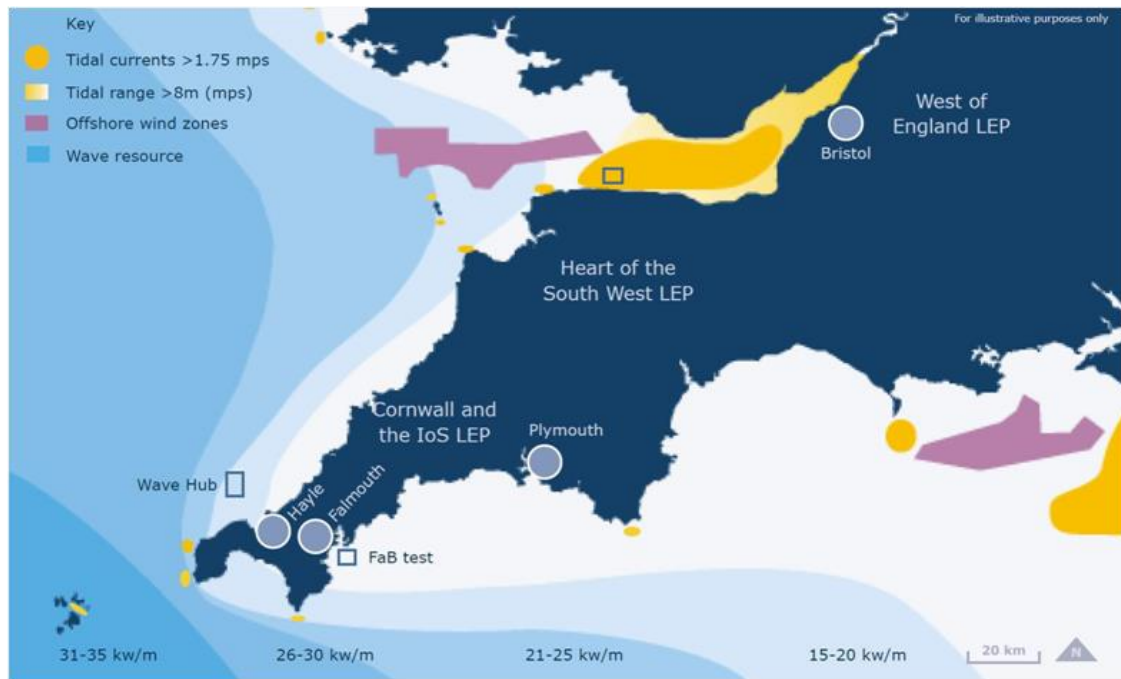 Key
For illustrative purposes only
Tidal currents >1.75 mps
Tidal range >8m (mps)
Offshore wind zones
Wave resource
West of
England LEP
Bristol
Heart of the
South West LEP
Cornwall and
the IoS LEP
Plymouth
Wave Hub
Hayle
Falmouth
FaB test
31-35 kw/m
26-30 kw/m
21-25 kw/m
15-20 kw/m
20 km
N